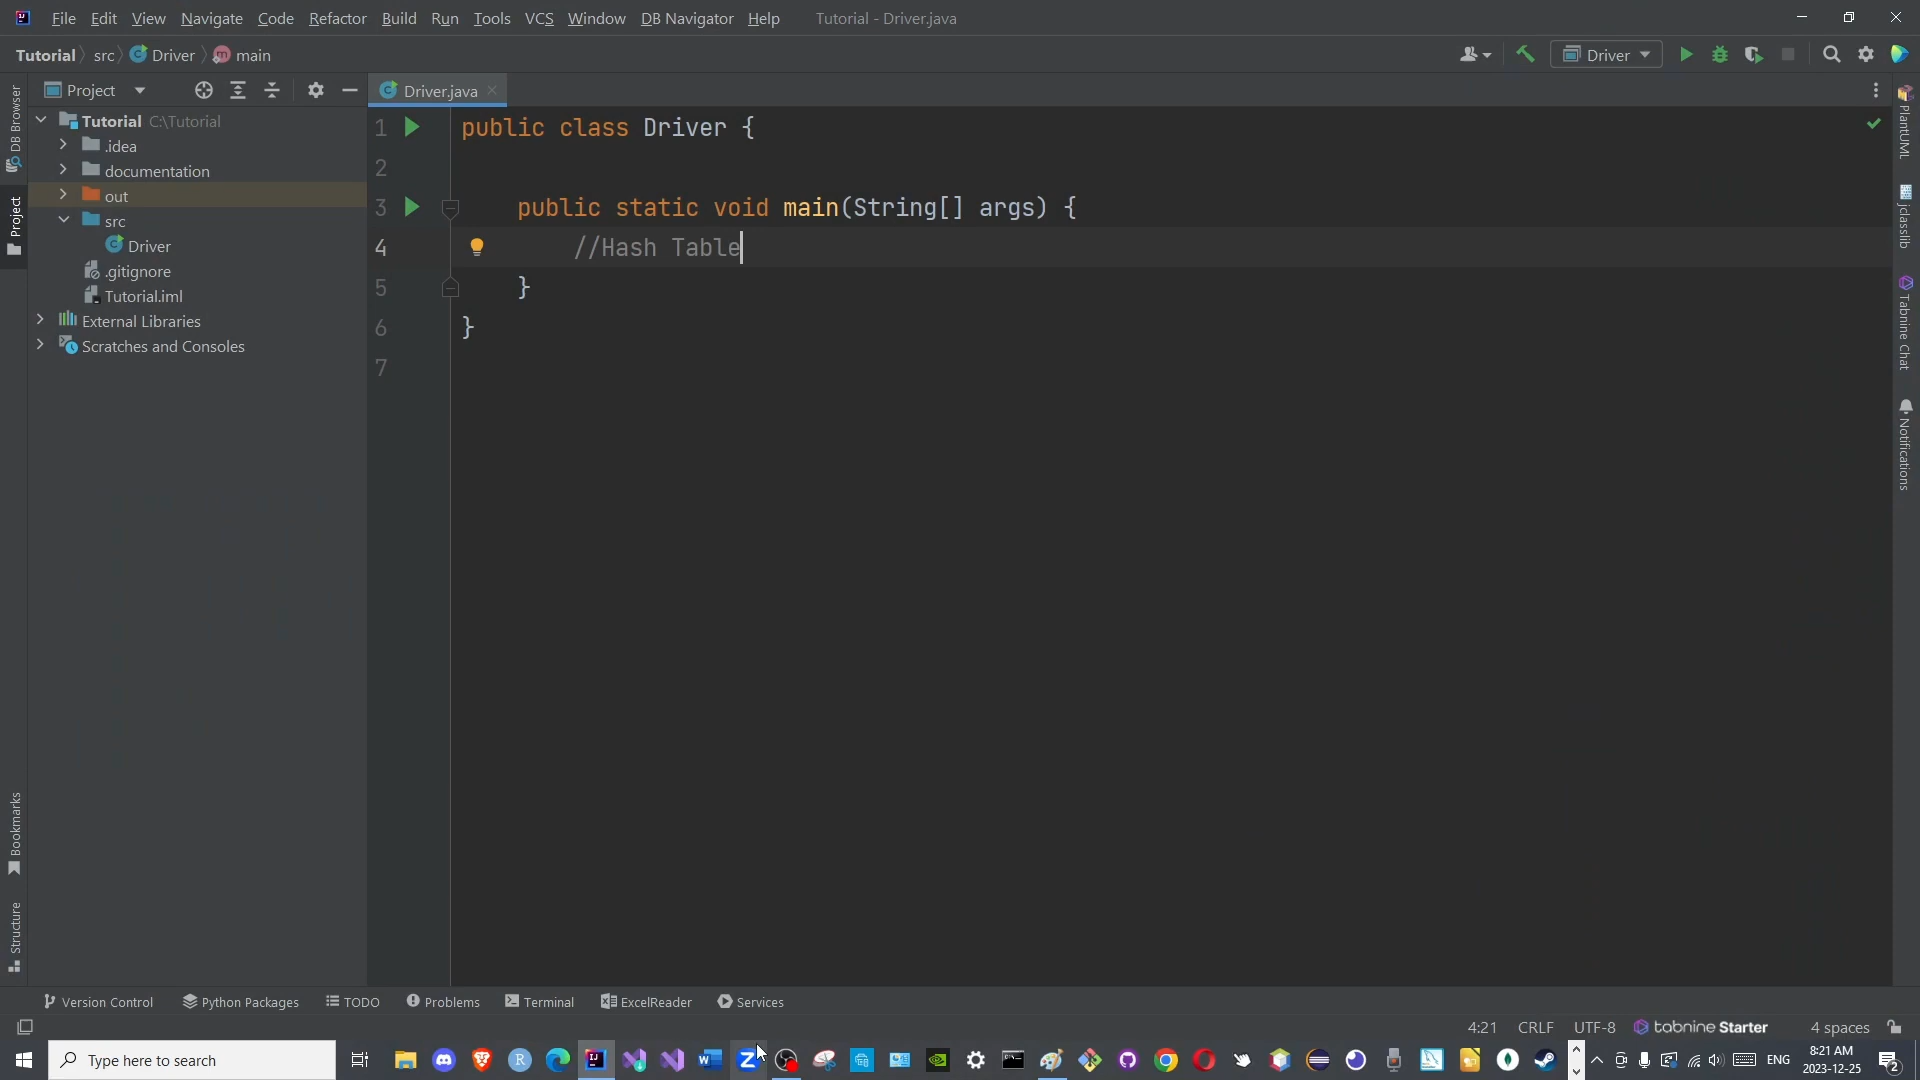 File Edit View Navigate Code Refactor Build Run Tools VCS Window DB Navigator Help Tutorial - Driver.java
Tutorial src Driver main
Driver
Project
Driver.java
DB Browser
Project
Bookmarks
Structure
Tutorial C:\Tutorial
.idea
documentation
out
src
Driver
.gitignore
Tutorial.iml
External Libraries
Scratches and Consoles
1 public class Driver {
2
3 public static void main(String[] args) {
4 //Hash Table
5 }
6 }
7
PlantUML
jclasslib
Tabnine Chat
Notifications
Version Control Python Packages TODO Problems Terminal ExcelReader Services
4:21 CRLF UTF-8 tabnine Starter 4 spaces
Type here to search
ENG
8:21 AM
2023-12-25
2